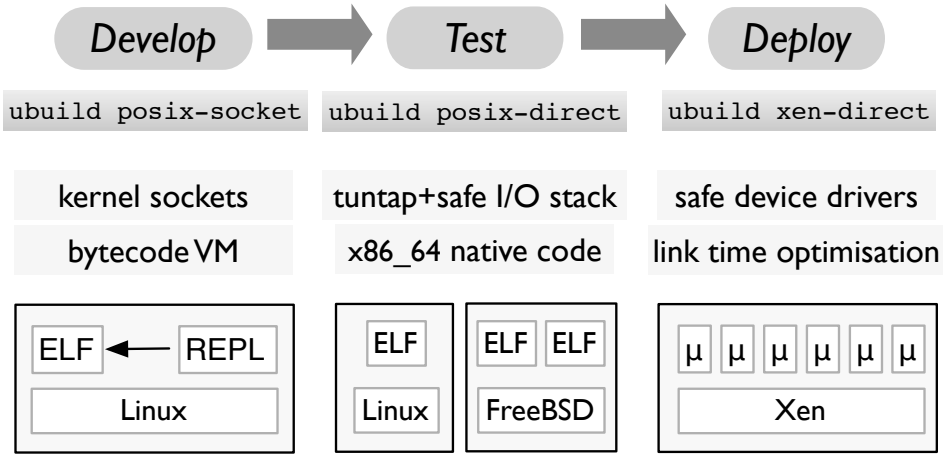 Develop
Test
Deploy
ubuild posix-socket
ubuild posix-direct
ubuild xen-direct
kernel sockets
tuntap+safe I/O stack
safe device drivers
bytecode VM
x86_64 native code
link time optimisation
ELF
REPL
Linux
ELF
Linux
ELF
ELF
FreeBSD
μ
μ
μ
μ
μ
μ
Xen